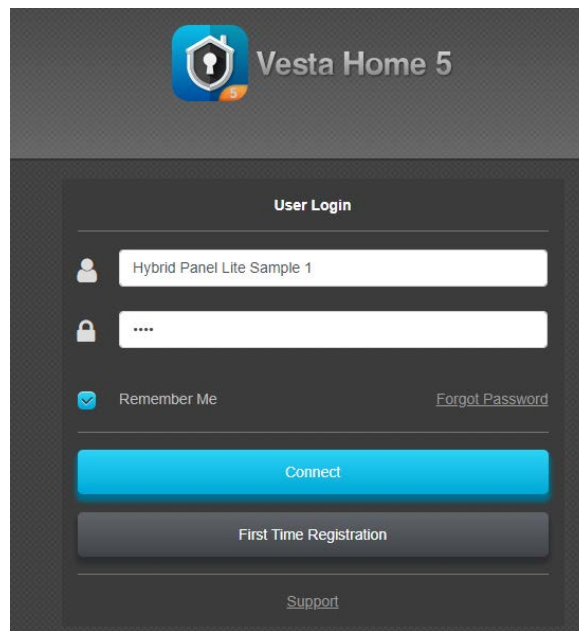 5
Vesta Home 5
User Login
Hybrid Panel Lite Sample 1
••••
Remember Me
Forgot Password
Connect
First Time Registration
Support